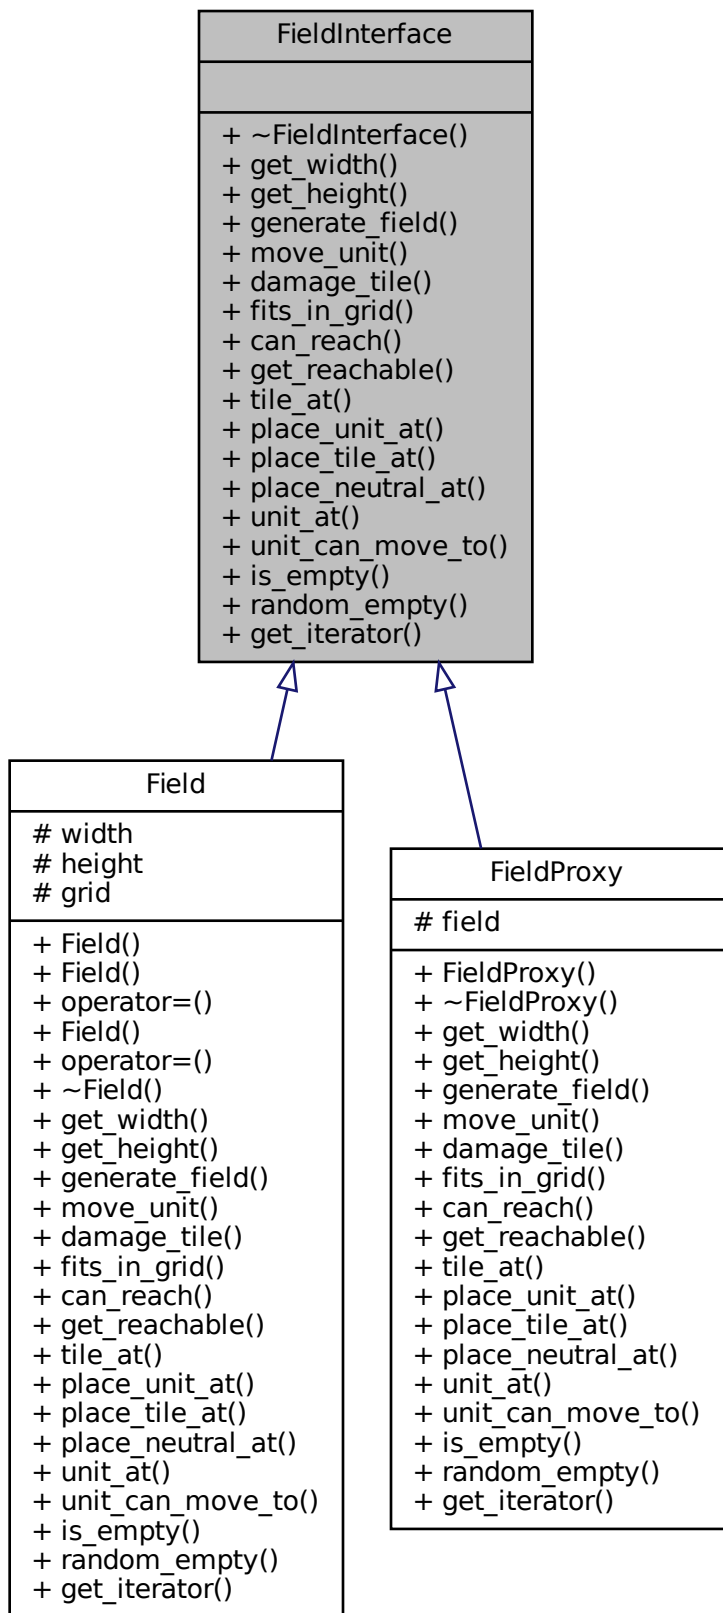 FieldInterface
+ ~FieldInterface()
+ get_width()
+ get_height()
+ generate_field()
+ move_unit()
+ damage_tile()
+ fits_in_grid()
+ can_reach()
+ get_reachable()
+ tile_at()
+ place_unit_at()
+ place_tile_at()
+ place_neutral_at()
+ unit_at()
+ unit_can_move_to()
+ is_empty()
+ random_empty()
+ get_iterator()
Field
# width
# height
# grid
+ Field()
+ Field()
+ operator=()
+ Field()
+ operator=()
+ ~Field()
+ get_width()
+ get_height()
+ generate_field()
+ move_unit()
+ damage_tile()
+ fits_in_grid()
+ can_reach()
+ get_reachable()
+ tile_at()
+ place_unit_at()
+ place_tile_at()
+ place_neutral_at()
+ unit_at()
+ unit_can_move_to()
+ is_empty()
+ random_empty()
+ get_iterator()
FieldProxy
# field
+ FieldProxy()
+ ~FieldProxy()
+ get_width()
+ get_height()
+ generate_field()
+ move_unit()
+ damage_tile()
+ fits_in_grid()
+ can_reach()
+ get_reachable()
+ tile_at()
+ place_unit_at()
+ place_tile_at()
+ place_neutral_at()
+ unit_at()
+ unit_can_move_to()
+ is_empty()
+ random_empty()
+ get_iterator()